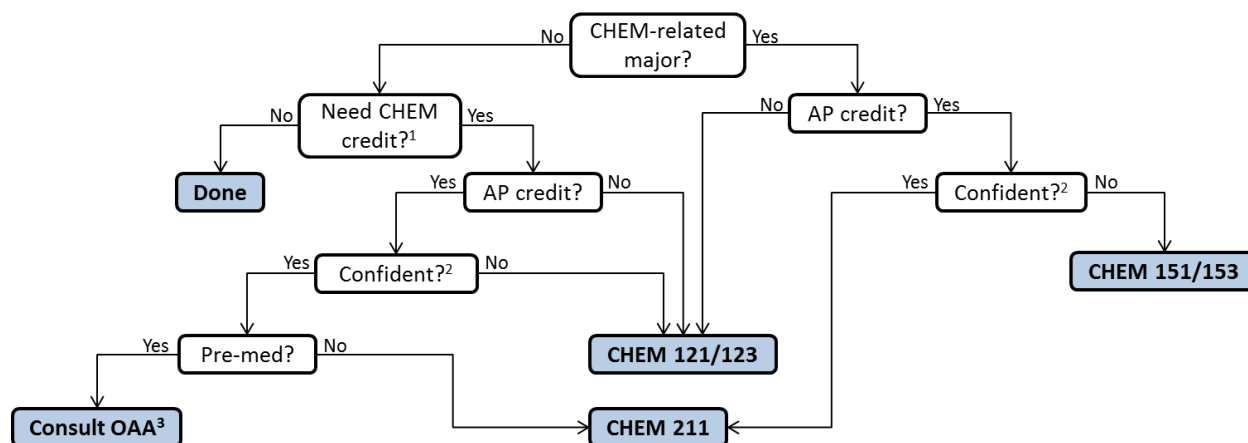 CHEM-related
major?
No
Yes
Need CHEM
credit?¹
No
Yes
AP credit?
No
Yes
Done
AP credit?
Yes
No
Confident?²
Yes
No
Confident?²
Yes
No
CHEM 151/153
Pre-med?
Yes
No
CHEM 121/123
Consult OAA³
CHEM 211